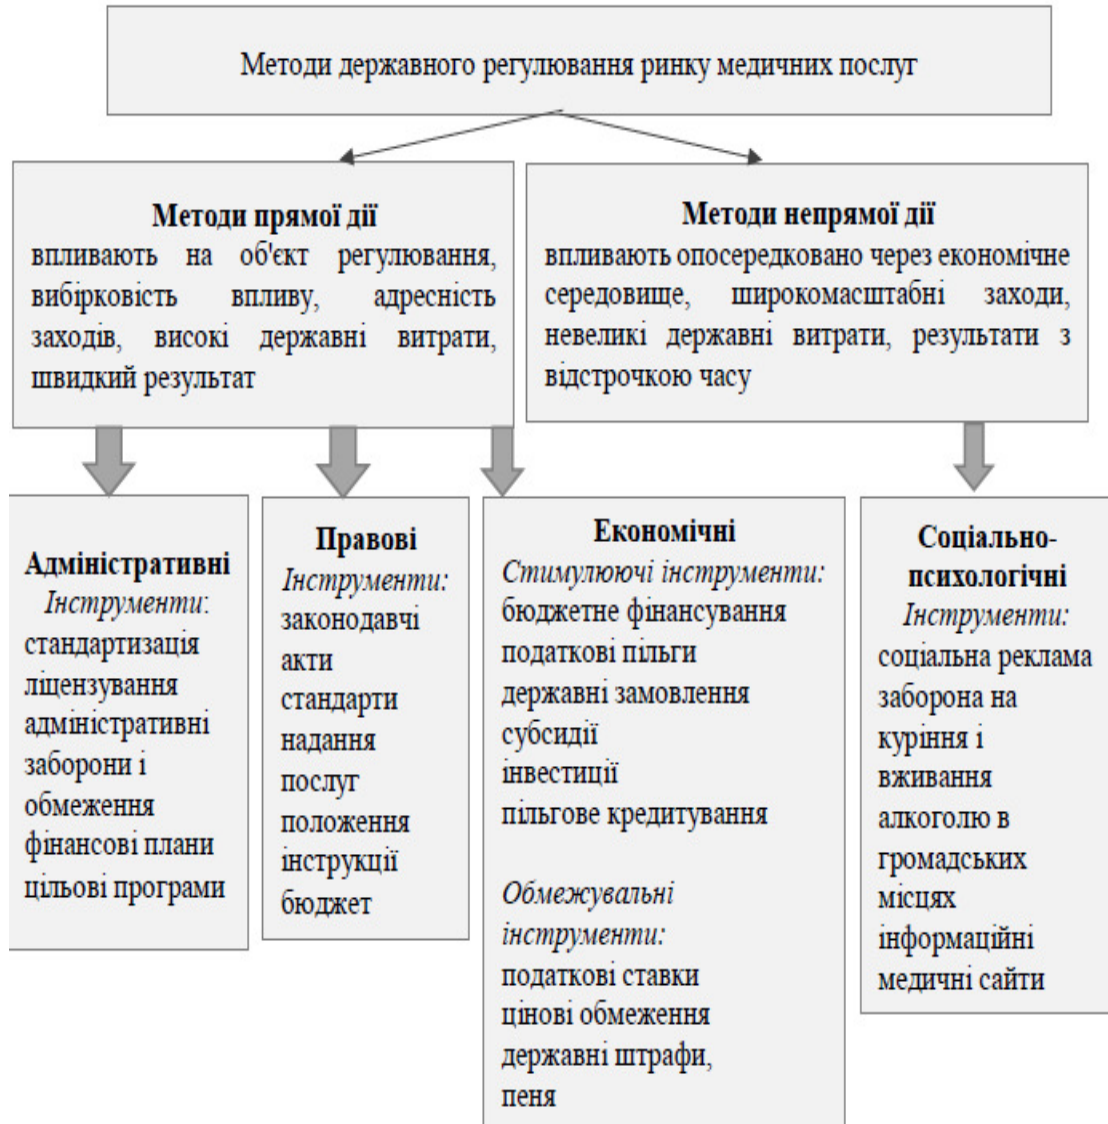 Методи державного регулювання ринку медичних послуг
Методи прямої дії
впливають на об'єкт регулювання,
вибірковість впливу, адресність
заходів, високі державні витрати,
швидкий результат
Методи непрямої дії
впливають опосередковано через економічне
середовище, широкомасштабні заходи,
невеликі державні витрати, результати з
відстрочкою часу
Адміністративні
Інструменти:
стандартизація
ліцензування
адміністративні
заборони і
обмеження
фінансові плани
цільові програми
Правові
Інструменти:
законодавчі
акти
стандарти
надання
послуг
положення
інструкції
бюджет
Економічні
Стимулюючі інструменти:
бюджетне фінансування
податкові пільги
державні замовлення
субсидії
інвестиції
пільгове кредитування
Обмежувальні
інструменти:
податкові ставки
цінові обмеження
державні штрафи,
пеня
Соціально-
психологічні
Інструменти:
соціальна реклама
заборона на
куріння і
вживання
алкоголю в
громадських
місцях
інформаційні
медичні сайти